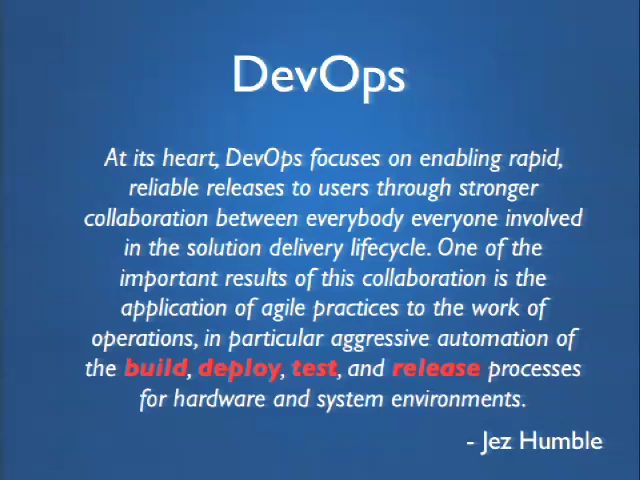 DevOps
At its heart, DevOps focuses on enabling rapid,
reliable releases to users through stronger
collaboration between everybody everyone involved
in the solution delivery lifecycle. One of the
important results of this collaboration is the
application of agile practices to the work of
operations, in particular aggressive automation of
the build, deploy, test, and release processes
for hardware and system environments.
- Jez Humble